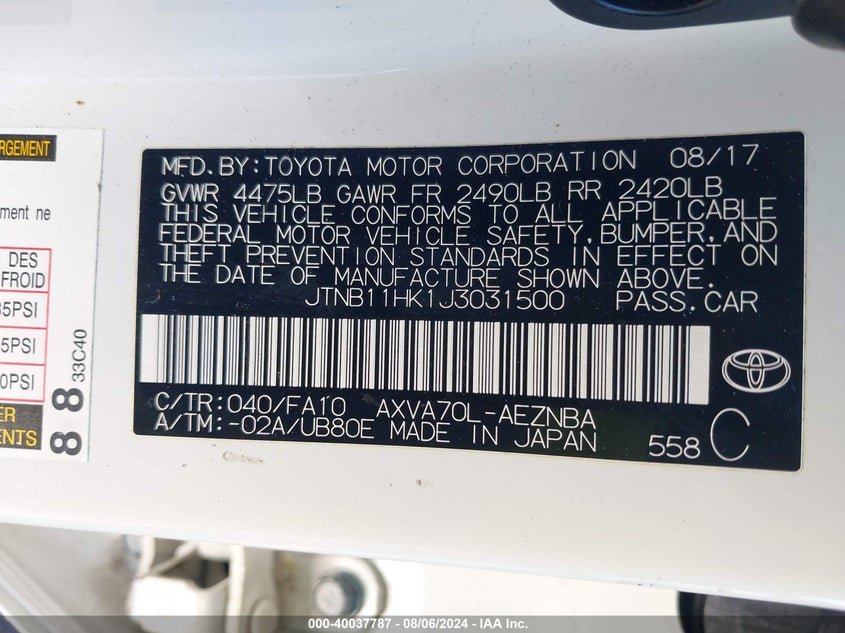 RGEMENT
ment ne
DES
FROID
35PSI
5PSI
0PSI
ER
ENTS
8 8 33C40
MFD.BY:TOYOTA MOTOR CORPORATION 08/17
GVWR 4475LB GAWR FR 2490LB RR 2420LB
THIS VEHICLE CONFORMS TO ALL APPLICABLE
FEDERAL MOTOR VEHICLE SAFETY,BUMPER,AND
THEFT PREVENTION STANDARDS IN EFFECT ON
THE DATE OF MANUFACTURE SHOWN ABOVE.
JTNB11HK1J3031500 PASS.CAR
C/TR:040/FA10 AXVA70L-AEZNBA
A/TM:-02A/UB80E MADE IN JAPAN 558 C
000-40037787 - 08/06/2024 - IAA Inc.